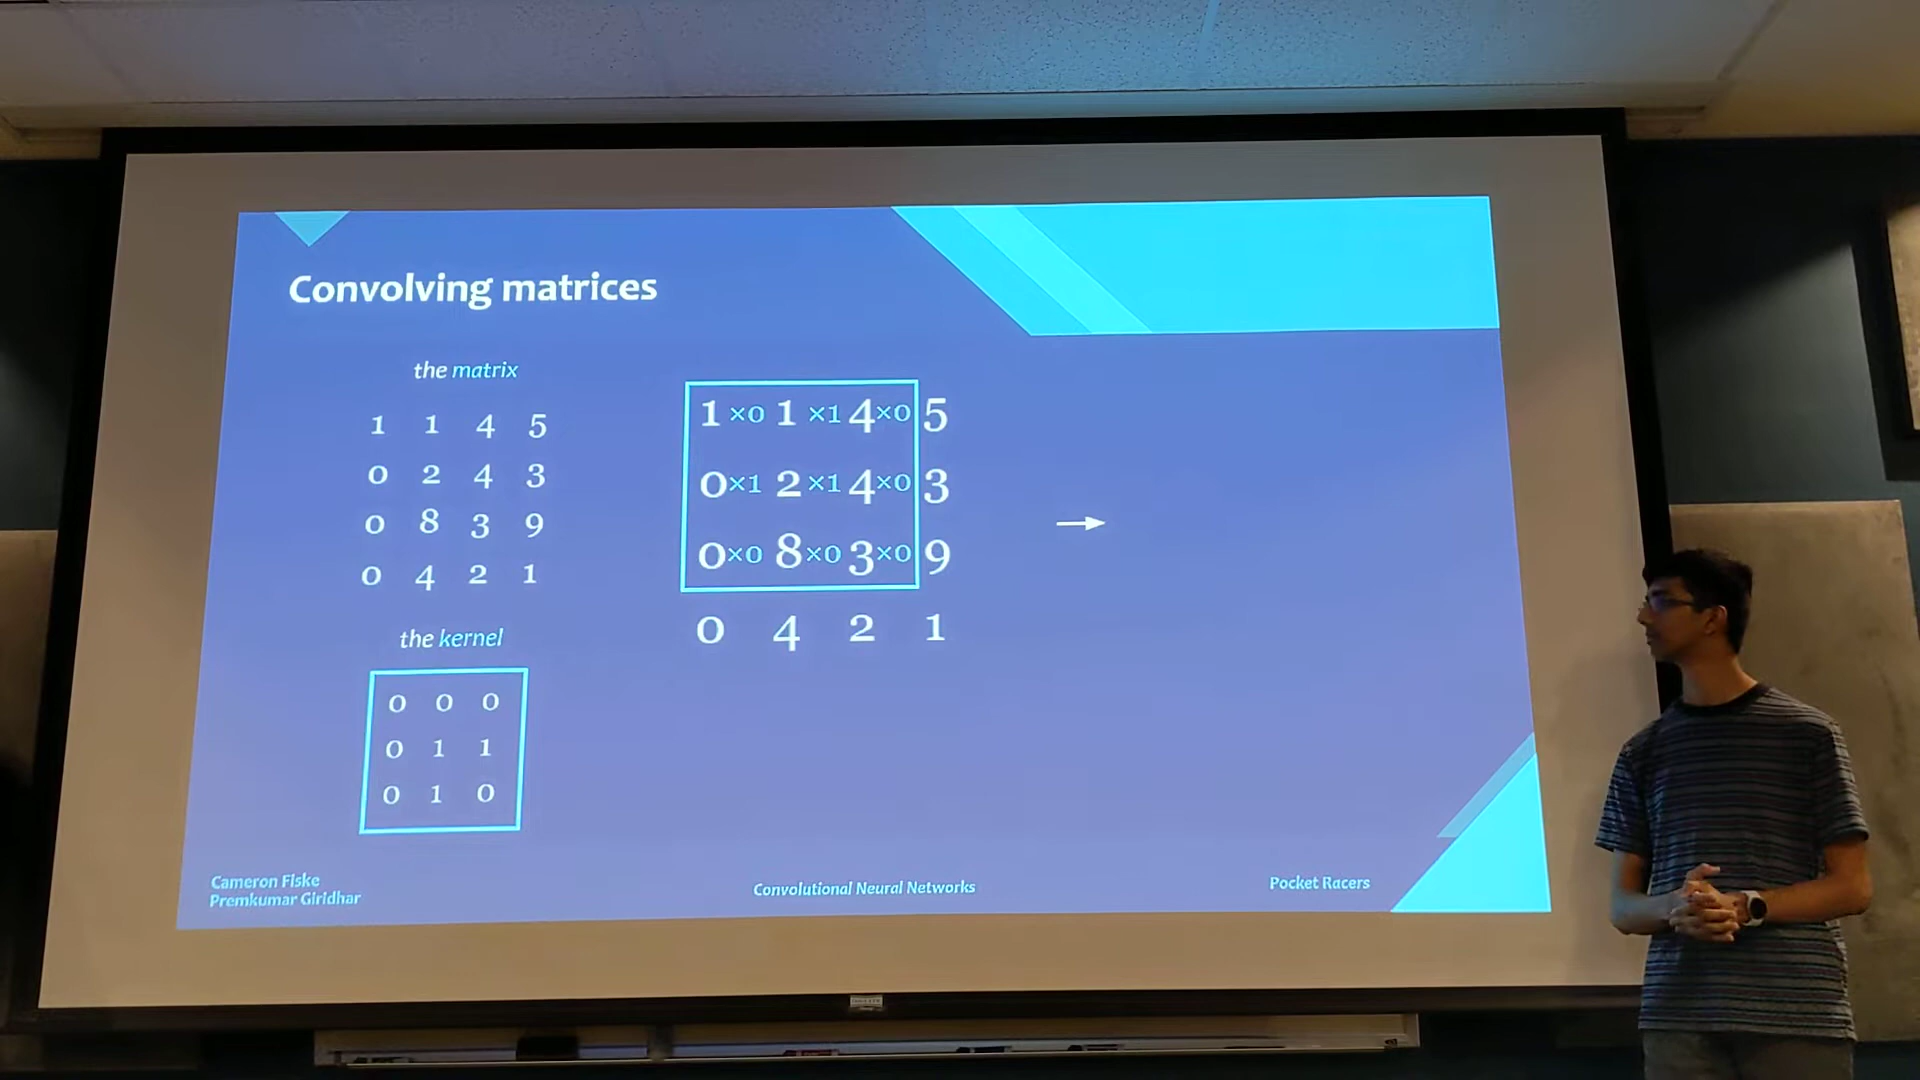 Convolving matrices
the matrix
1 1 4 5
0 2 4 3
0 8 3 9
0 4 2 1
the kernel
0 0 0
0 1 1
0 1 0
1 ×0 1 ×1 4 ×0 5
0 ×1 2 ×1 4 ×0 3
0 ×0 8 ×0 3 ×0 9
0 4 2 1
Cameron Fiske
Premkumar Giridhar
Convolutional Neural Networks
Pocket Racers